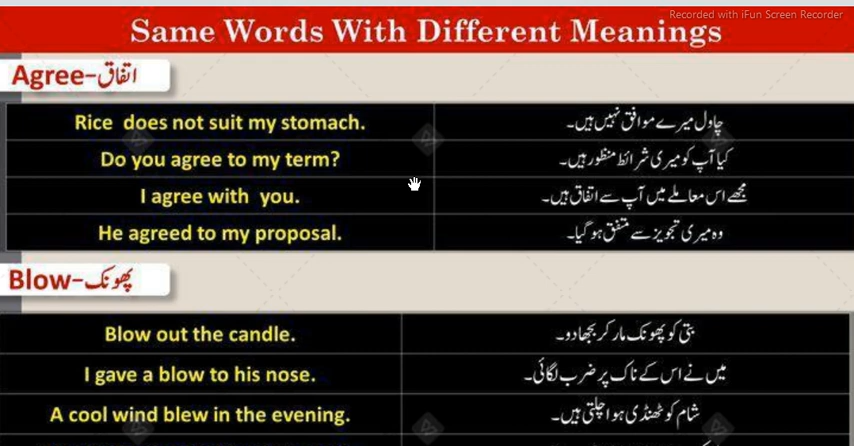 Recorded with iFun Screen Recorder
Same Words With Different Meanings
Agree-اتفاق
Rice does not suit my stomach. چاول میرے موافق نہیں ہیں۔
Do you agree to my term? کیا آپ کو میری شرائط منظور ہیں۔
I agree with you. مجھے اس معاملے میں آپ سے اتفاق ہیں۔
He agreed to my proposal. وہ میری تجویز سے متفق ہو گیا۔
Blow-پھونک
Blow out the candle. بتی کو پھونک مار کر بجھا دو۔
I gave a blow to his nose. میں نے اس کے ناک پر ضرب لگائی۔
A cool wind blew in the evening. شام کو ٹھنڈی ہوا چلتی ہیں۔